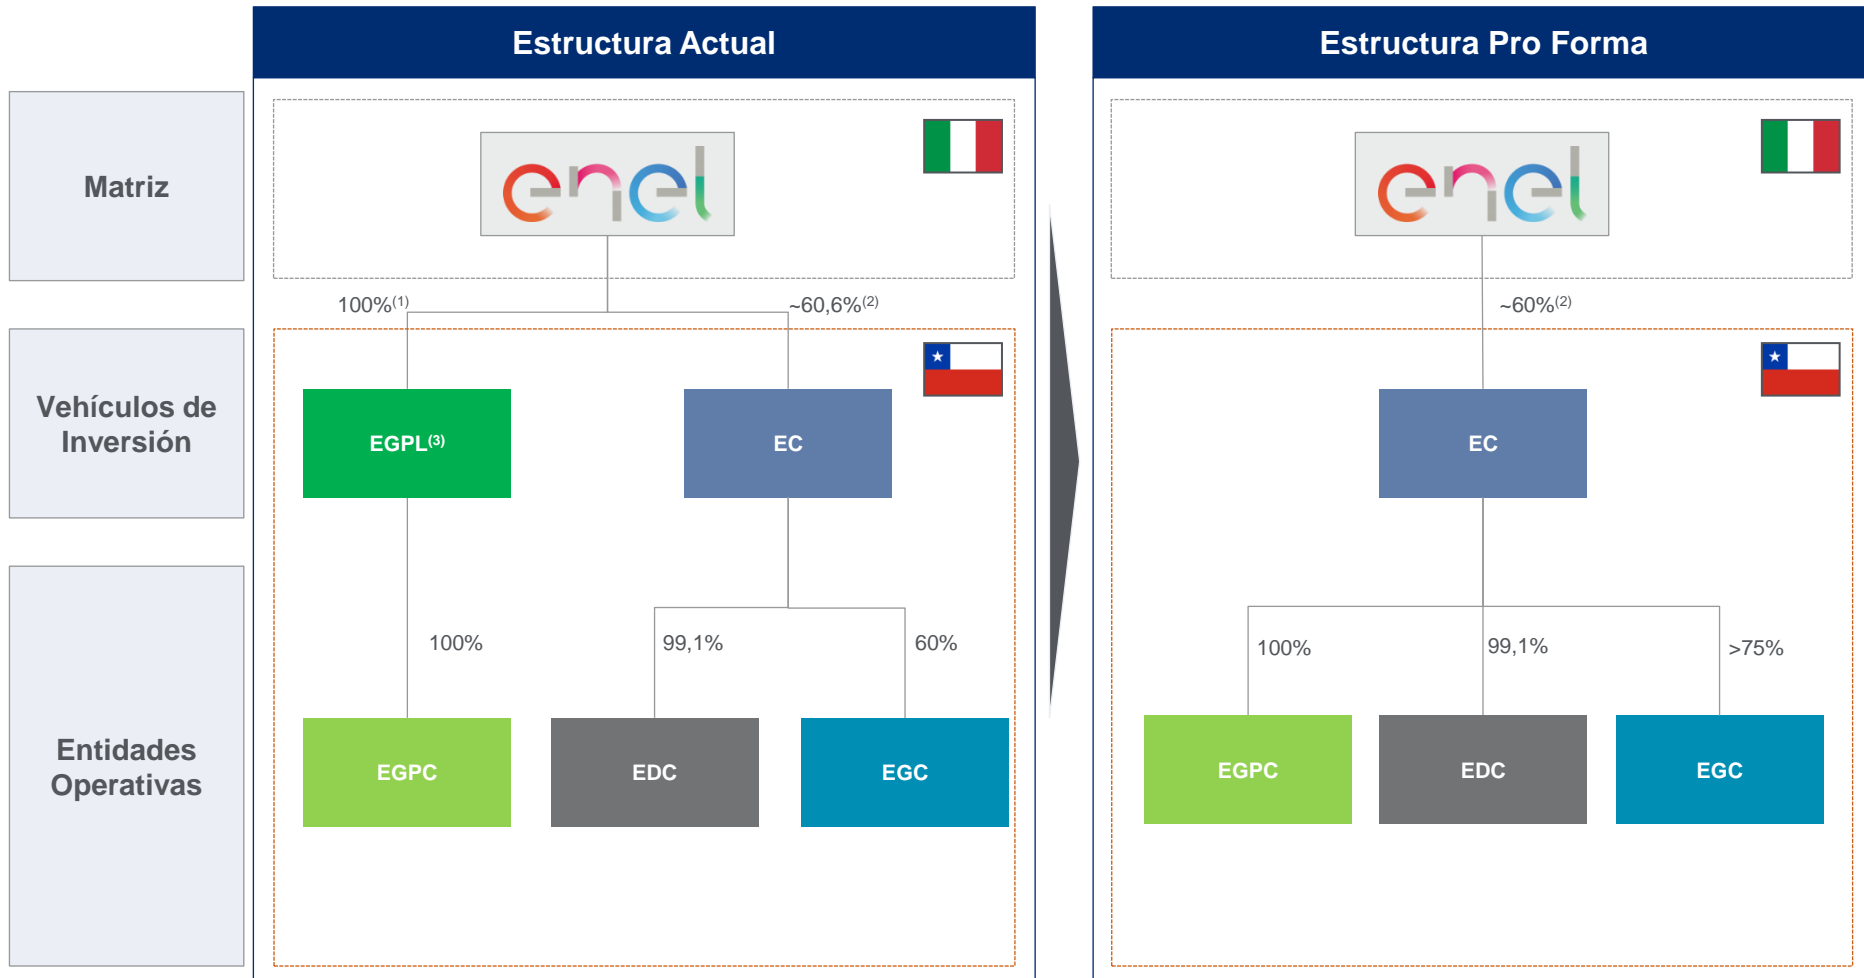 Estructura Actual
Estructura Pro Forma
Matriz
enel
enel
100%(1)
~60,6%(2)
~60%(2)
Vehículos de
Inversión
EGPL(3)
EC
EC
100%
99,1%
60%
100%
99,1%
>75%
Entidades
Operativas
EGPC
EDC
EGC
EGPC
EDC
EGC